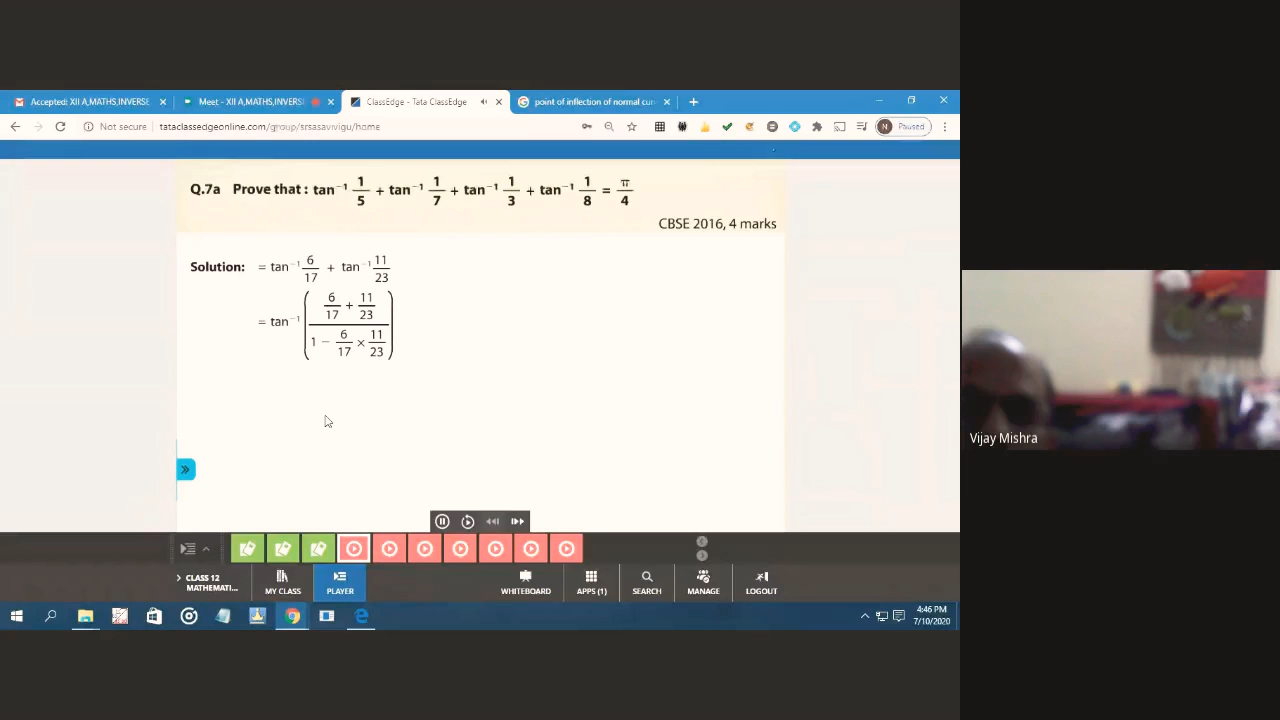 Accepted: XII A,MATHS,INVERSE
Meet - XII A,MATHS,INVERSI
ClassEdge - Tata ClassEdge
point of inflection of normal cur
Not secure | tataclassedgeonline.com/group/srsasavivigu/home
N Paused
Q.7a Prove that : tan⁻¹ 1/5 + tan⁻¹ 1/7 + tan⁻¹ 1/3 + tan⁻¹ 1/8 = π/4
CBSE 2016, 4 marks
Solution: = tan⁻¹ 6/17 + tan⁻¹ 11/23
= tan⁻¹ ( (6/17 + 11/23) / (1 − 6/17 × 11/23) )
Vijay Mishra
CLASS 12
MATHEMATI...
MY CLASS
PLAYER
WHITEBOARD
APPS (1)
SEARCH
MANAGE
LOGOUT
4:46 PM
7/10/2020